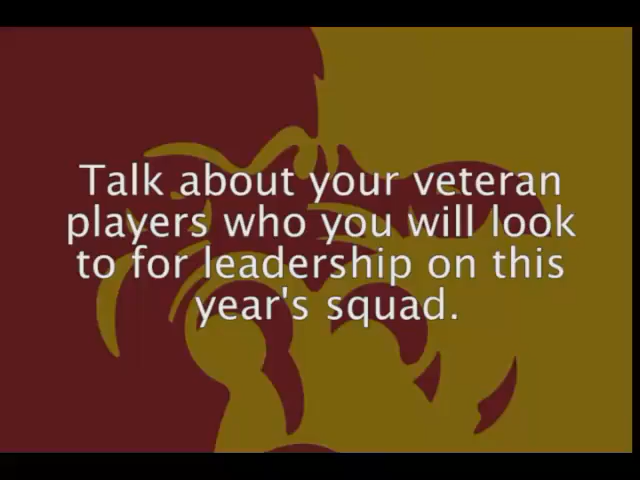 Talk about your veteran
players who you will look
to for leadership on this
year's squad.